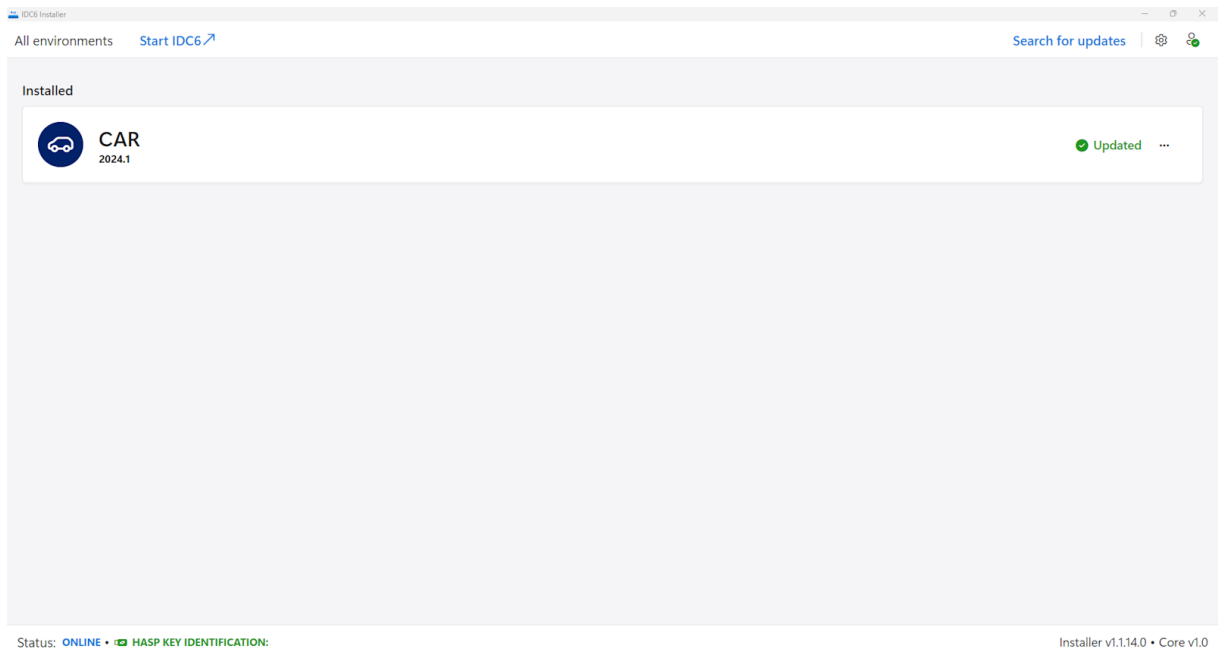 IDC6 Installer
All environments Start IDC6 Search for updates
Installed
CAR
2024.1
Updated ...
Status: ONLINE • HASP KEY IDENTIFICATION: Installer v1.1.14.0 • Core v1.0